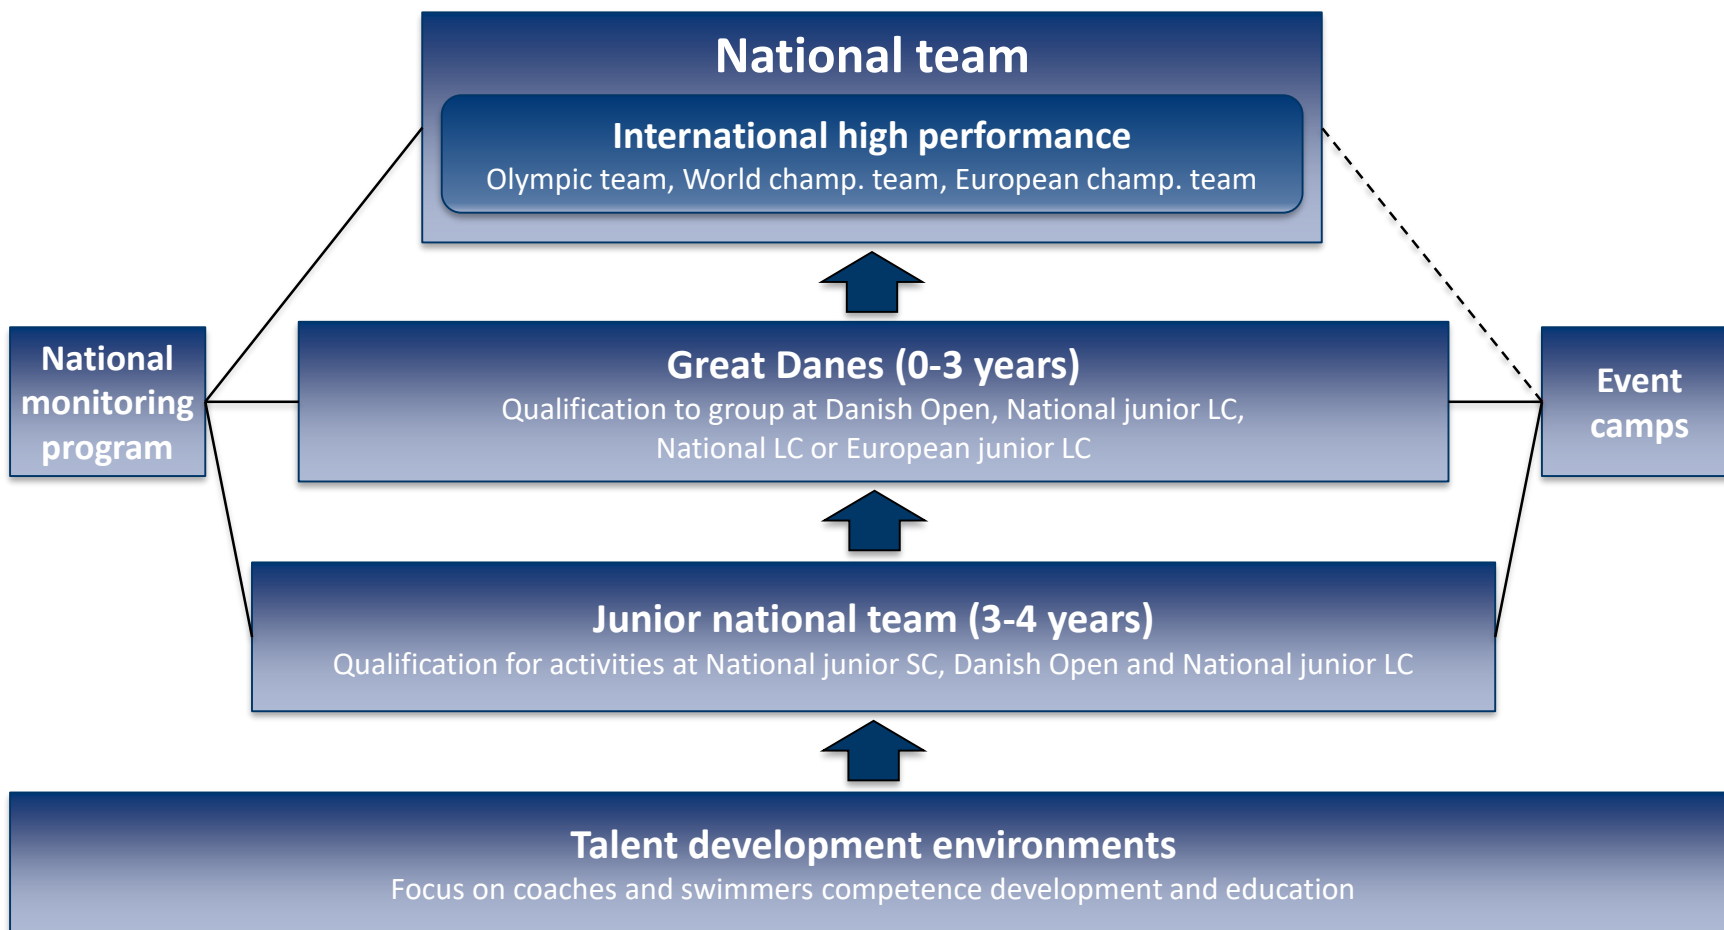 National team
International high performance
Olympic team, World champ. team, European champ. team
National
monitoring
program
Great Danes (0-3 years)
Qualification to group at Danish Open, National junior LC,
National LC or European junior LC
Event
camps
Junior national team (3-4 years)
Qualification for activities at National junior SC, Danish Open and National junior LC
Talent development environments
Focus on coaches and swimmers competence development and education